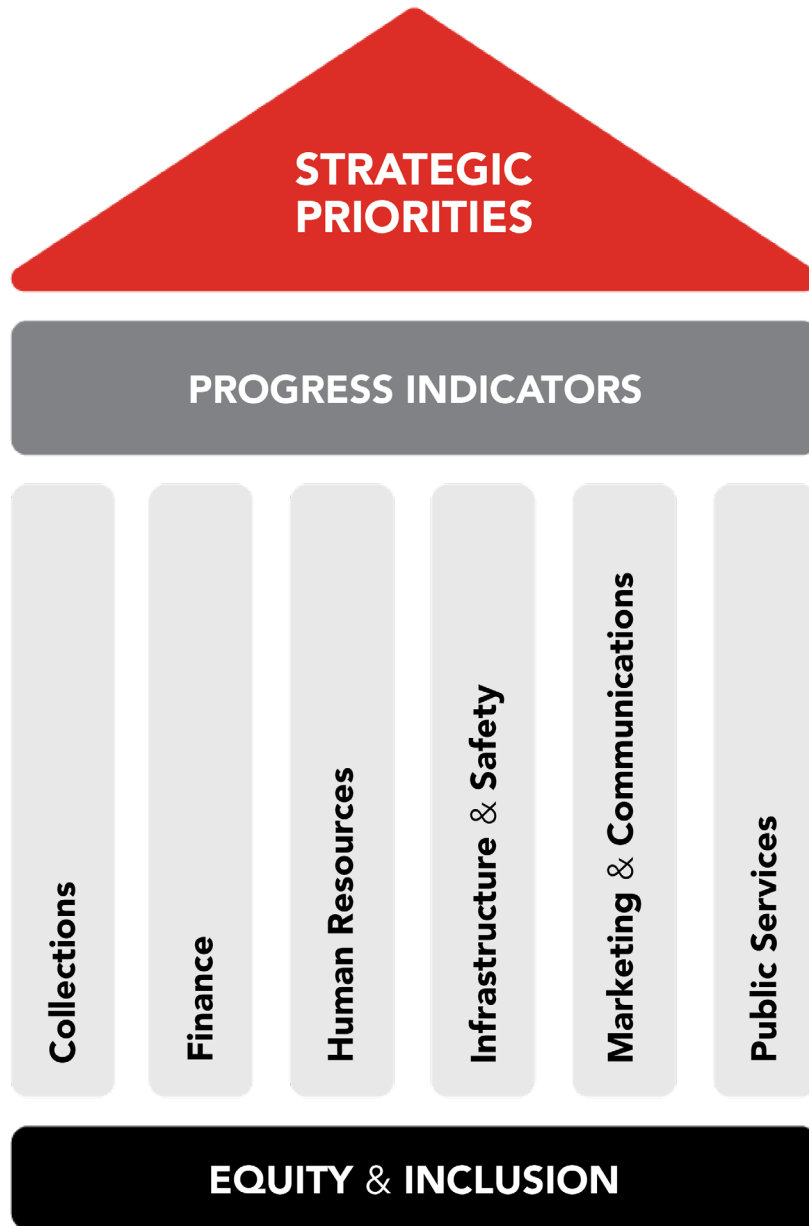 STRATEGIC
PRIORITIES
PROGRESS INDICATORS
Collections
Finance
Human Resources
Infrastructure & Safety
Marketing & Communications
Public Services
EQUITY & INCLUSION